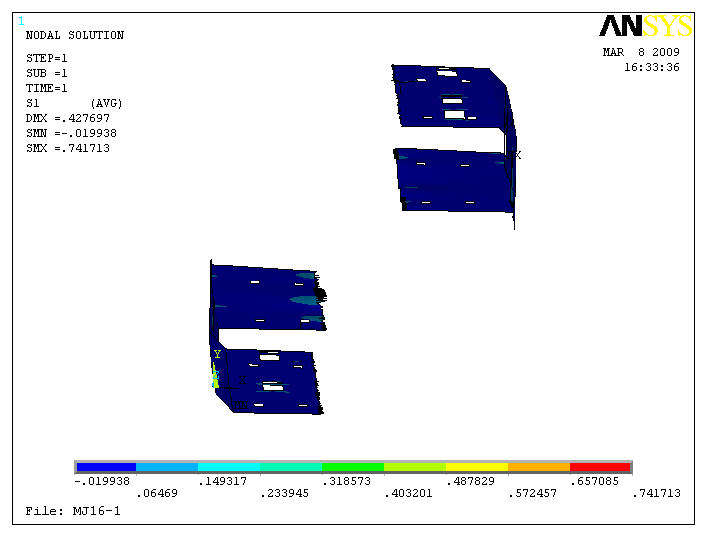 1
NODAL SOLUTION
ANSYS
MAR 8 2009
16:33:36
STEP=1
SUB =1
TIME=1
S1 (AVG)
DMX =.427697
SMN =-.019938
SMX =.741713
X
Y
X
-.019938 .149317 .318573 .487829 .657085
.06469 .233945 .403201 .572457 .741713
File: MJ16-1